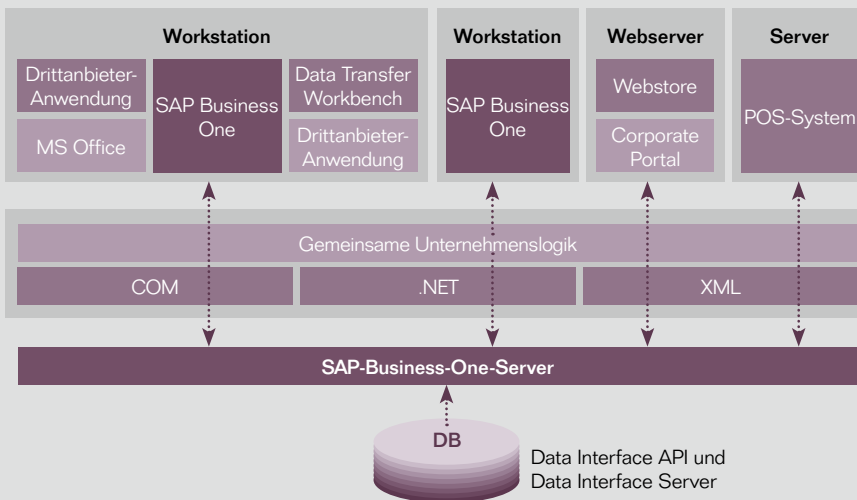 Workstation
Workstation
Webserver
Server
Drittanbieter-
Anwendung
MS Office
SAP Business
One
Data Transfer
Workbench
Drittanbieter-
Anwendung
SAP Business
One
Webstore
Corporate
Portal
POS-System
Gemeinsame Unternehmenslogik
COM
.NET
XML
SAP-Business-One-Server
DB
Data Interface API und
Data Interface Server